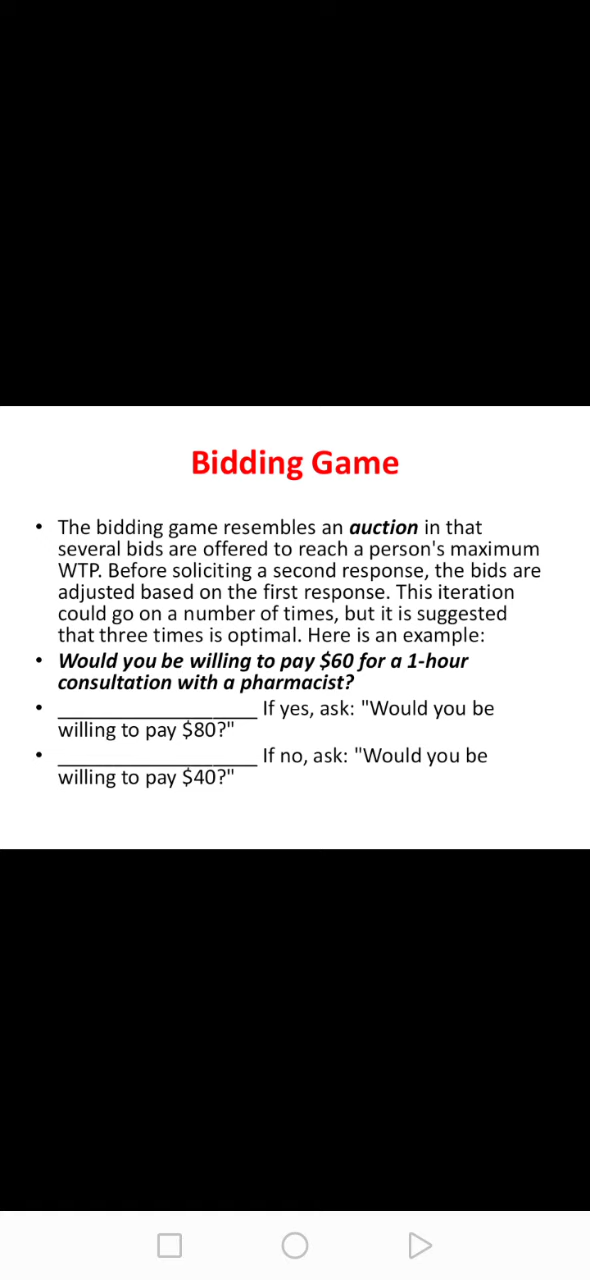 Bidding Game
• The bidding game resembles an auction in that
several bids are offered to reach a person's maximum
WTP. Before soliciting a second response, the bids are
adjusted based on the first response. This iteration
could go on a number of times, but it is suggested
that three times is optimal. Here is an example:
• Would you be willing to pay $60 for a 1-hour
consultation with a pharmacist?
• __________________ If yes, ask: "Would you be
willing to pay $80?"
• __________________ If no, ask: "Would you be
willing to pay $40?"